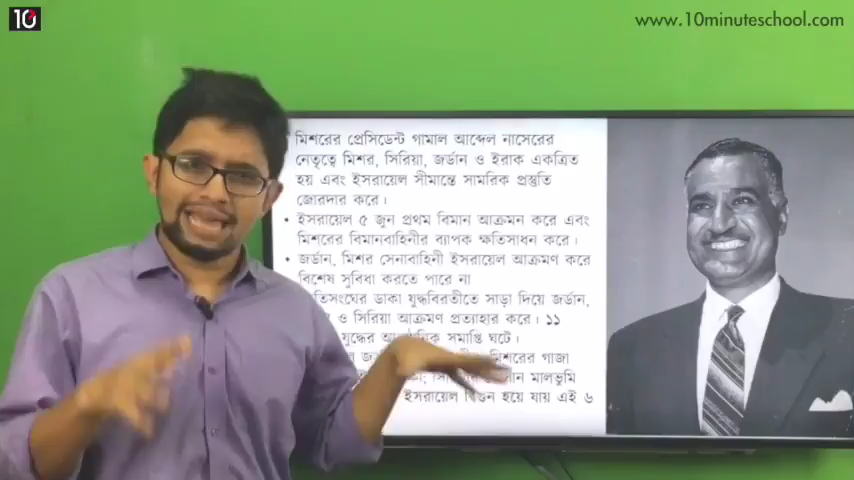 10
www.10minuteschool.com
মিশরের প্রেসিডেন্ট গামাল আব্দেল নাসেরের
নেতৃত্বে মিশর, সিরিয়া, জর্ডান ও ইরাক একত্রিত
হয় এবং ইসরায়েল সীমান্তে সামরিক প্রস্তুতি
জোরদার করে।
• ইসরায়েল ৫ জুন প্রথম বিমান আক্রমন করে এবং
মিশরের বিমানবাহিনীর ব্যাপক ক্ষতিসাধন করে।
• জর্ডান, মিশর সেনাবাহিনী ইসরায়েল আক্রমণ করে
বিশেষ সুবিধা করতে পারে না
ডাকা যুদ্ধবিরতীতে সাড়া দিয়ে জর্ডান,
ও সিরিয়া আক্রমণ প্রত্যাহার করে। ১১
যুদ্ধের সমাপ্তি ঘটে।
মিশরের গাজা
মালভূমি
ইসরায়েল হয়ে যায় এই ৬